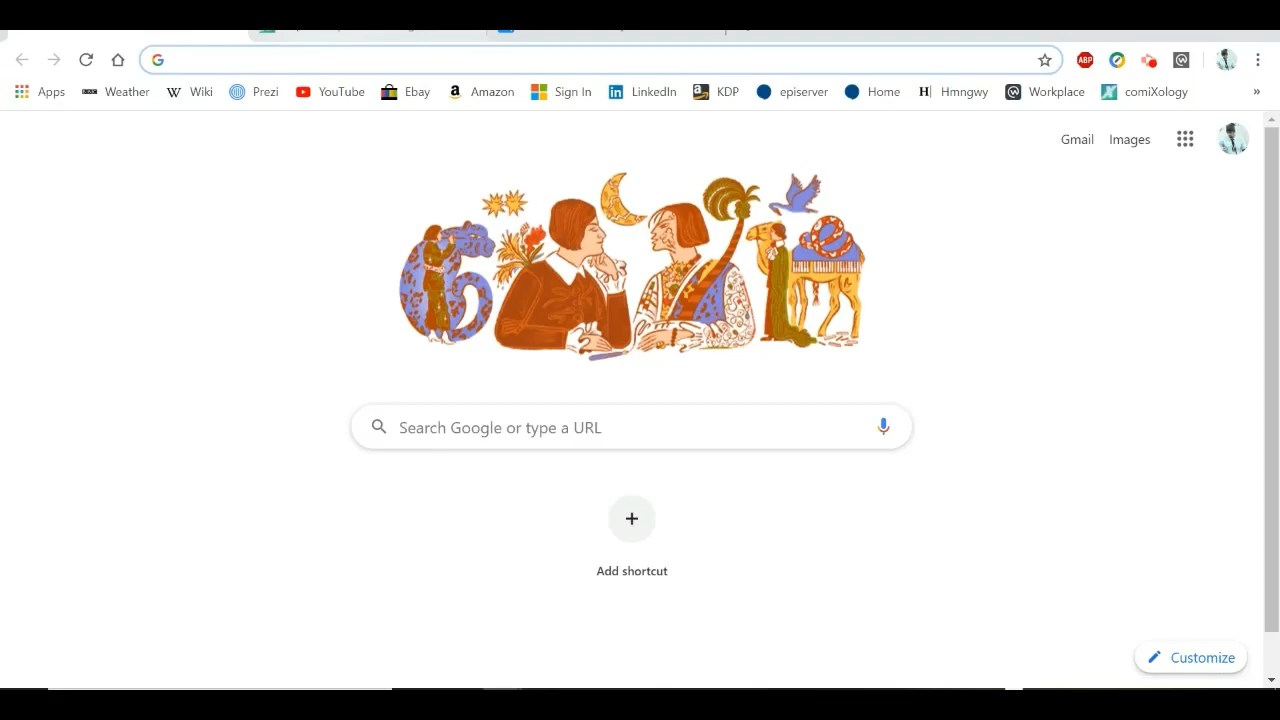 ABP
Apps Weather Wiki Prezi YouTube Ebay Amazon Sign In LinkedIn KDP episerver Home Hmngwy Workplace comiXology »
Gmail Images
Search Google or type a URL
Add shortcut
Customize